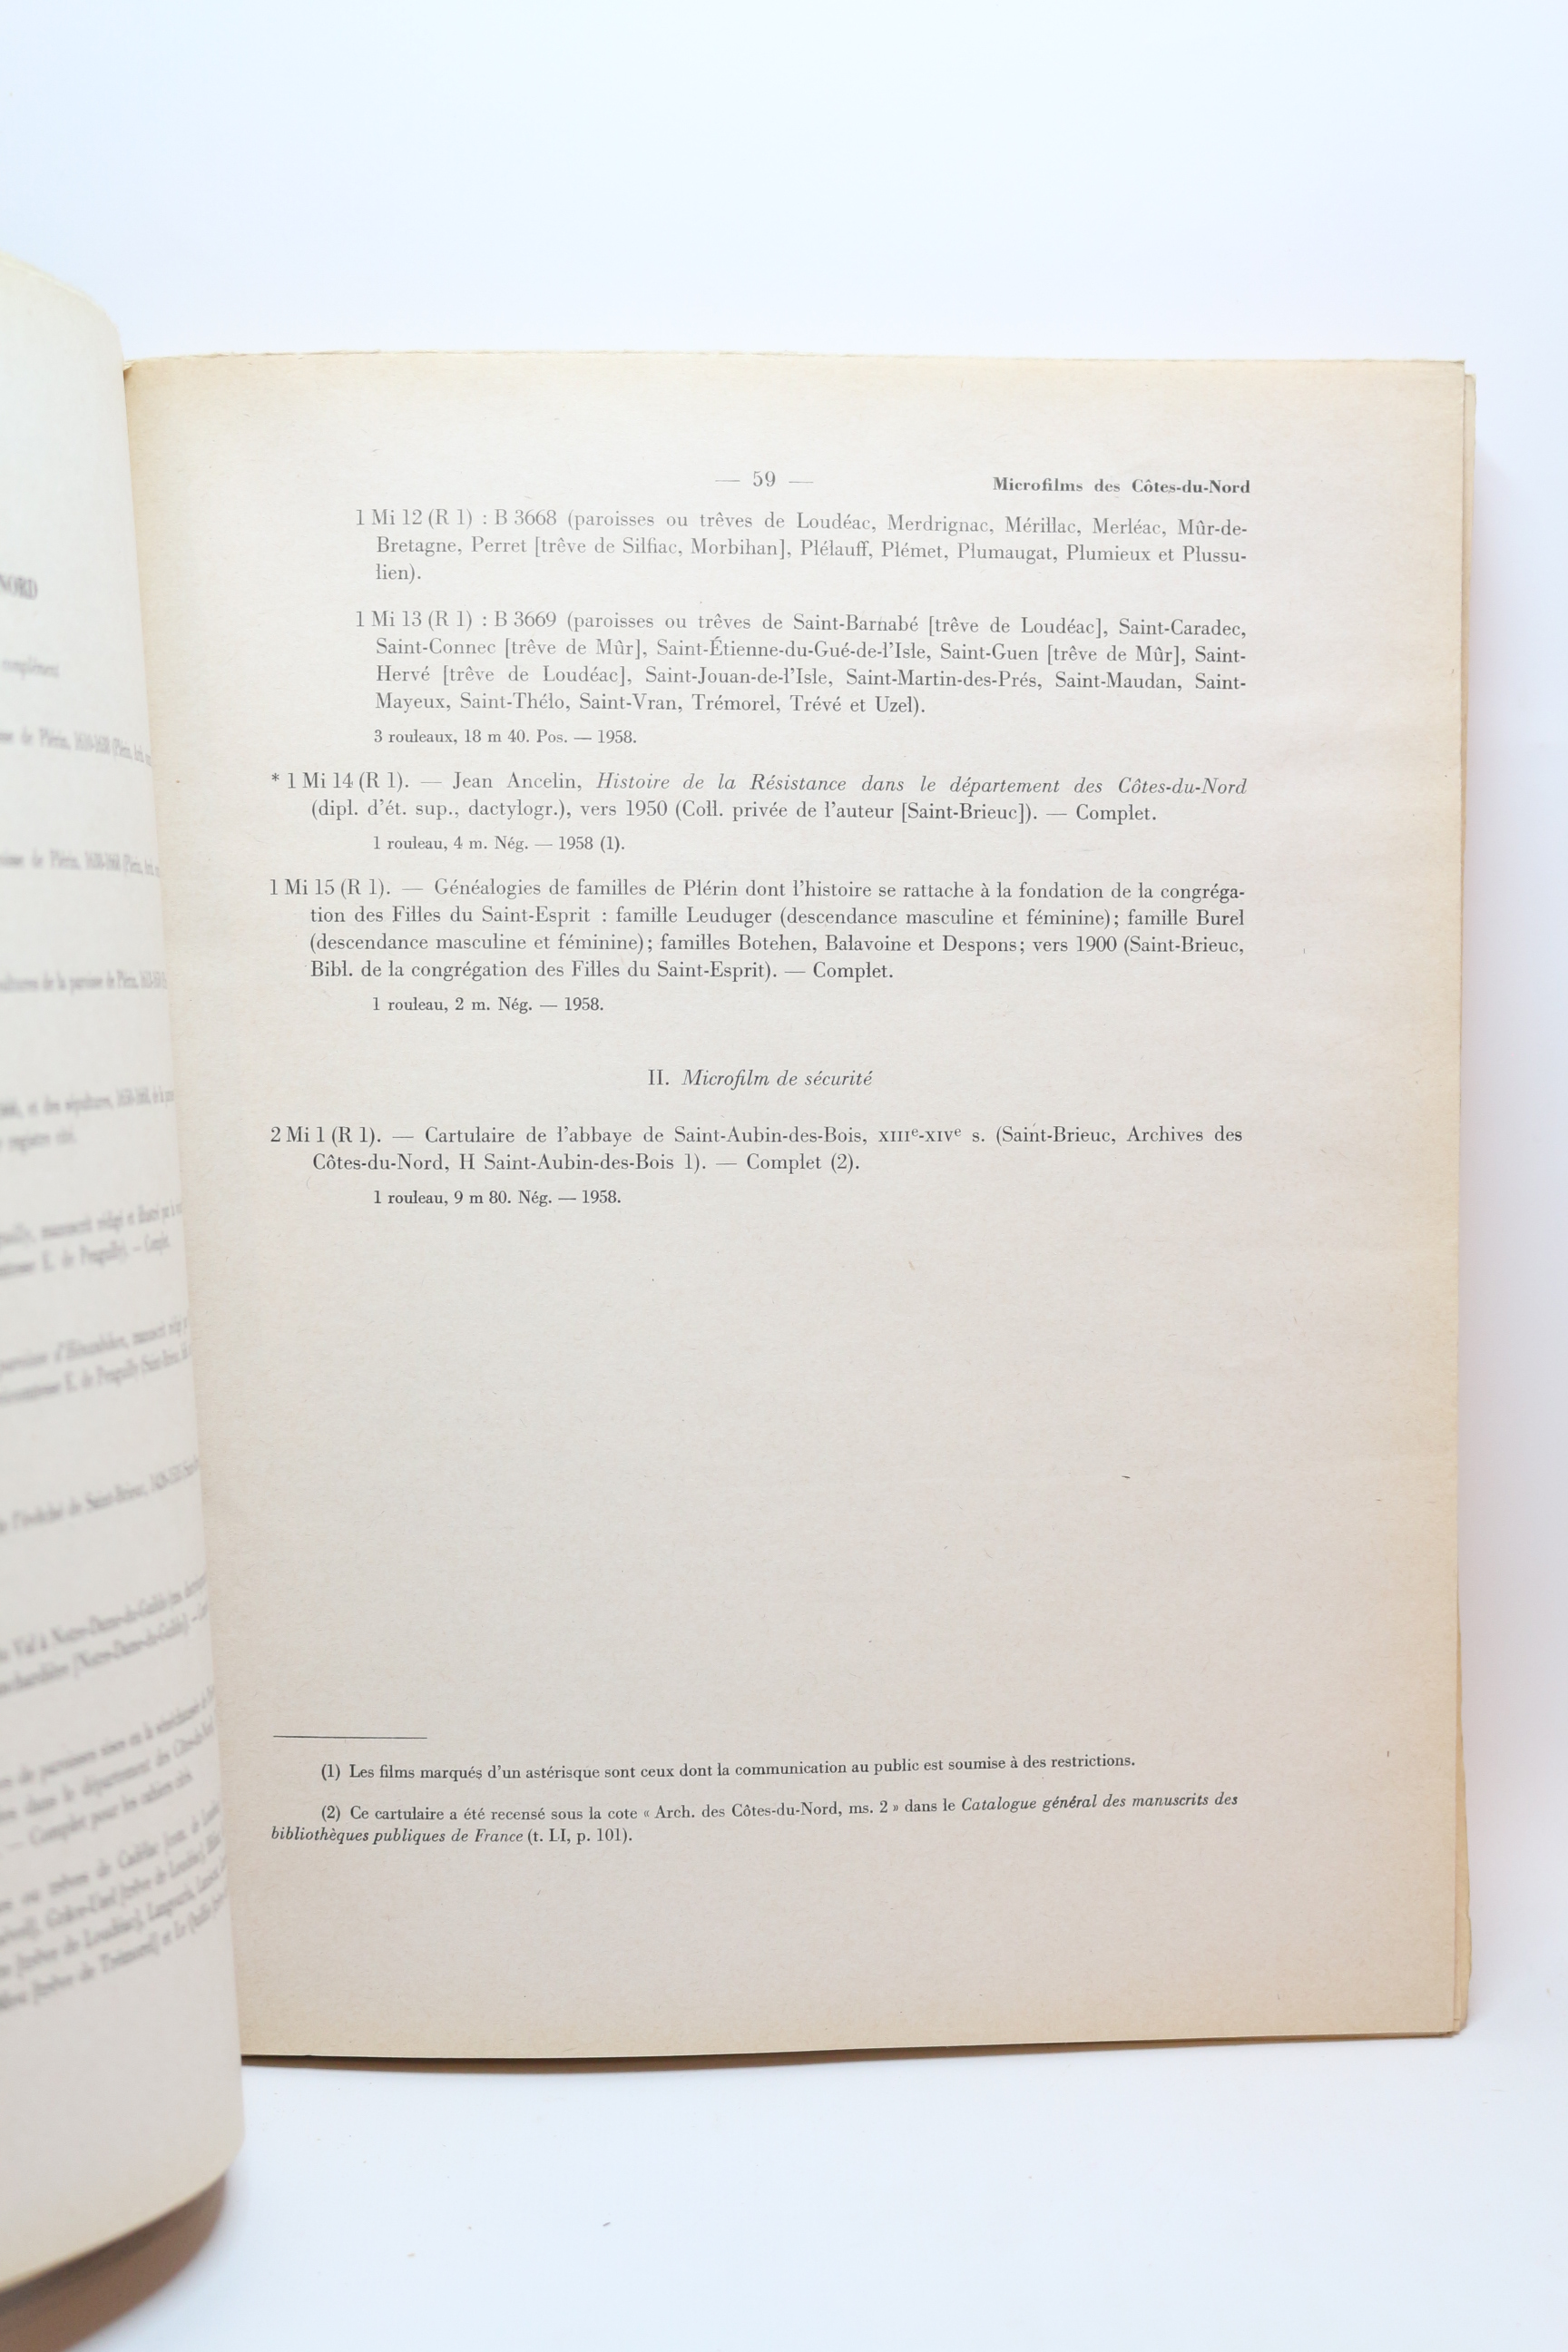 — 59 —
Microfilms des Côtes-du-Nord
1 Mi 12 (R 1) : B 3668 (paroisses ou trêves de Loudéac, Merdrignac, Mérillac, Merléac, Mûr-de-
Bretagne, Perret [trêve de Silfiac, Morbihan], Plélauff, Plémet, Plumaugat, Plumieux et Plussu-
lien).
1 Mi 13 (R 1) : B 3669 (paroisses ou trêves de Saint-Barnabé [trêve de Loudéac], Saint-Caradec,
Saint-Connec [trêve de Mûr], Saint-Étienne-du-Gué-de-l'Isle, Saint-Guen [trêve de Mûr], Saint-
Hervé [trêve de Loudéac], Saint-Jouan-de-l'Isle, Saint-Martin-des-Prés, Saint-Maudan, Saint-
Mayeux, Saint-Thélo, Saint-Vran, Trémorel, Trévé et Uzel).
3 rouleaux, 18 m 40. Pos. — 1958.
* 1 Mi 14 (R 1). — Jean Ancelin, Histoire de la Résistance dans le département des Côtes-du-Nord
(dipl. d'ét. sup., dactylogr.), vers 1950 (Coll. privée de l'auteur [Saint-Brieuc]). — Complet.
1 rouleau, 4 m. Nég. — 1958 (1).
1 Mi 15 (R 1). — Généalogies de familles de Plérin dont l'histoire se rattache à la fondation de la congréga-
tion des Filles du Saint-Esprit : famille Leuduger (descendance masculine et féminine); famille Burel
(descendance masculine et féminine); familles Botehen, Balavoine et Despons; vers 1900 (Saint-Brieuc,
Bibl. de la congrégation des Filles du Saint-Esprit). — Complet.
1 rouleau, 2 m. Nég. — 1958.
II. Microfilm de sécurité
2 Mi 1 (R 1). — Cartulaire de l'abbaye de Saint-Aubin-des-Bois, XIIIe-XIVe s. (Saint-Brieuc, Archives des
Côtes-du-Nord, H Saint-Aubin-des-Bois 1). — Complet (2).
1 rouleau, 9 m 80. Nég. — 1958.
(1) Les films marqués d'un astérisque sont ceux dont la communication au public est soumise à des restrictions.
(2) Ce cartulaire a été recensé sous la cote « Arch. des Côtes-du-Nord, ms. 2 » dans le Catalogue général des manuscrits des
bibliothèques publiques de France (t. LI, p. 101).